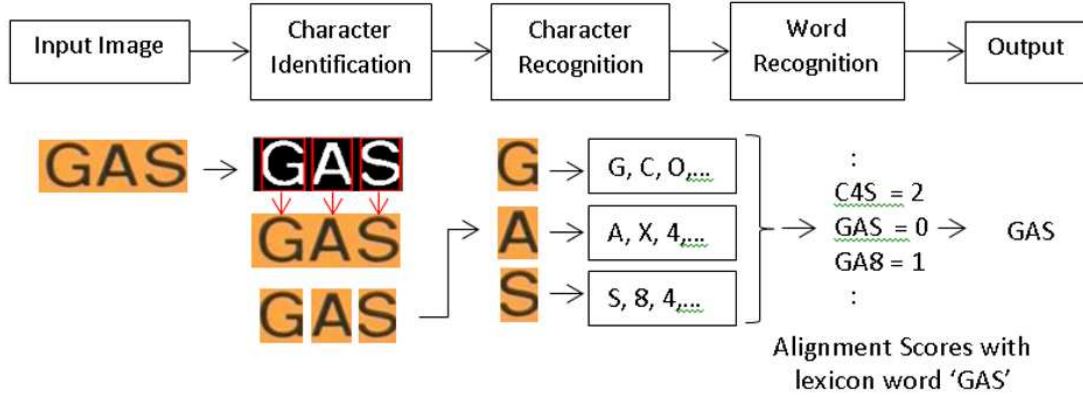 Input Image
Character
Identification
Character
Recognition
Word
Recognition
Output
GAS
GAS
GAS
G A S
G
A
S
G, C, O,...
A, X, 4,...
S, 8, 4,...
:
C4S = 2
GAS = 0
GA8 = 1
:
GAS
Alignment Scores with
lexicon word ‘GAS’